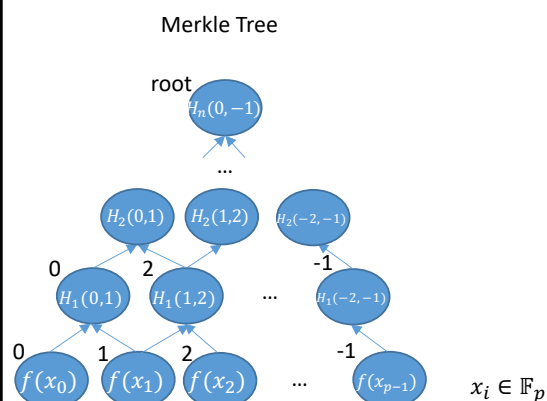 Merkle Tree
root
H_n(0, −1)
...
H_2(0,1) H_2(1,2) H_2(−2,−1)
0 2 -1
H_1(0,1) H_1(1,2) ... H_1(−2,−1)
0 1 2 -1
f(x_0) f(x_1) f(x_2) ... f(x_{p−1}) x_i ∈ 𝔽_p